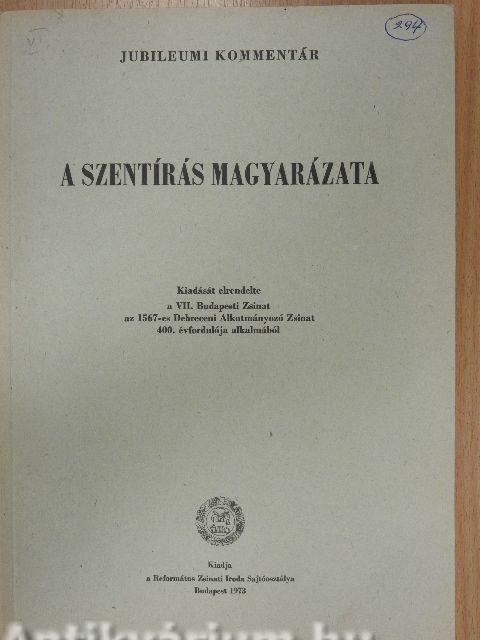 VI
294
JUBILEUMI KOMMENTÁR
A SZENTÍRÁS MAGYARÁZATA
Kiadását elrendelte
a VII. Budapesti Zsinat
az 1567-es Debreceni Alkotmányozó Zsinat
400. évfordulója alkalmából
Kiadja
a Református Zsinati Iroda Sajtóosztálya
Budapest 1973
Antikvárium.hu